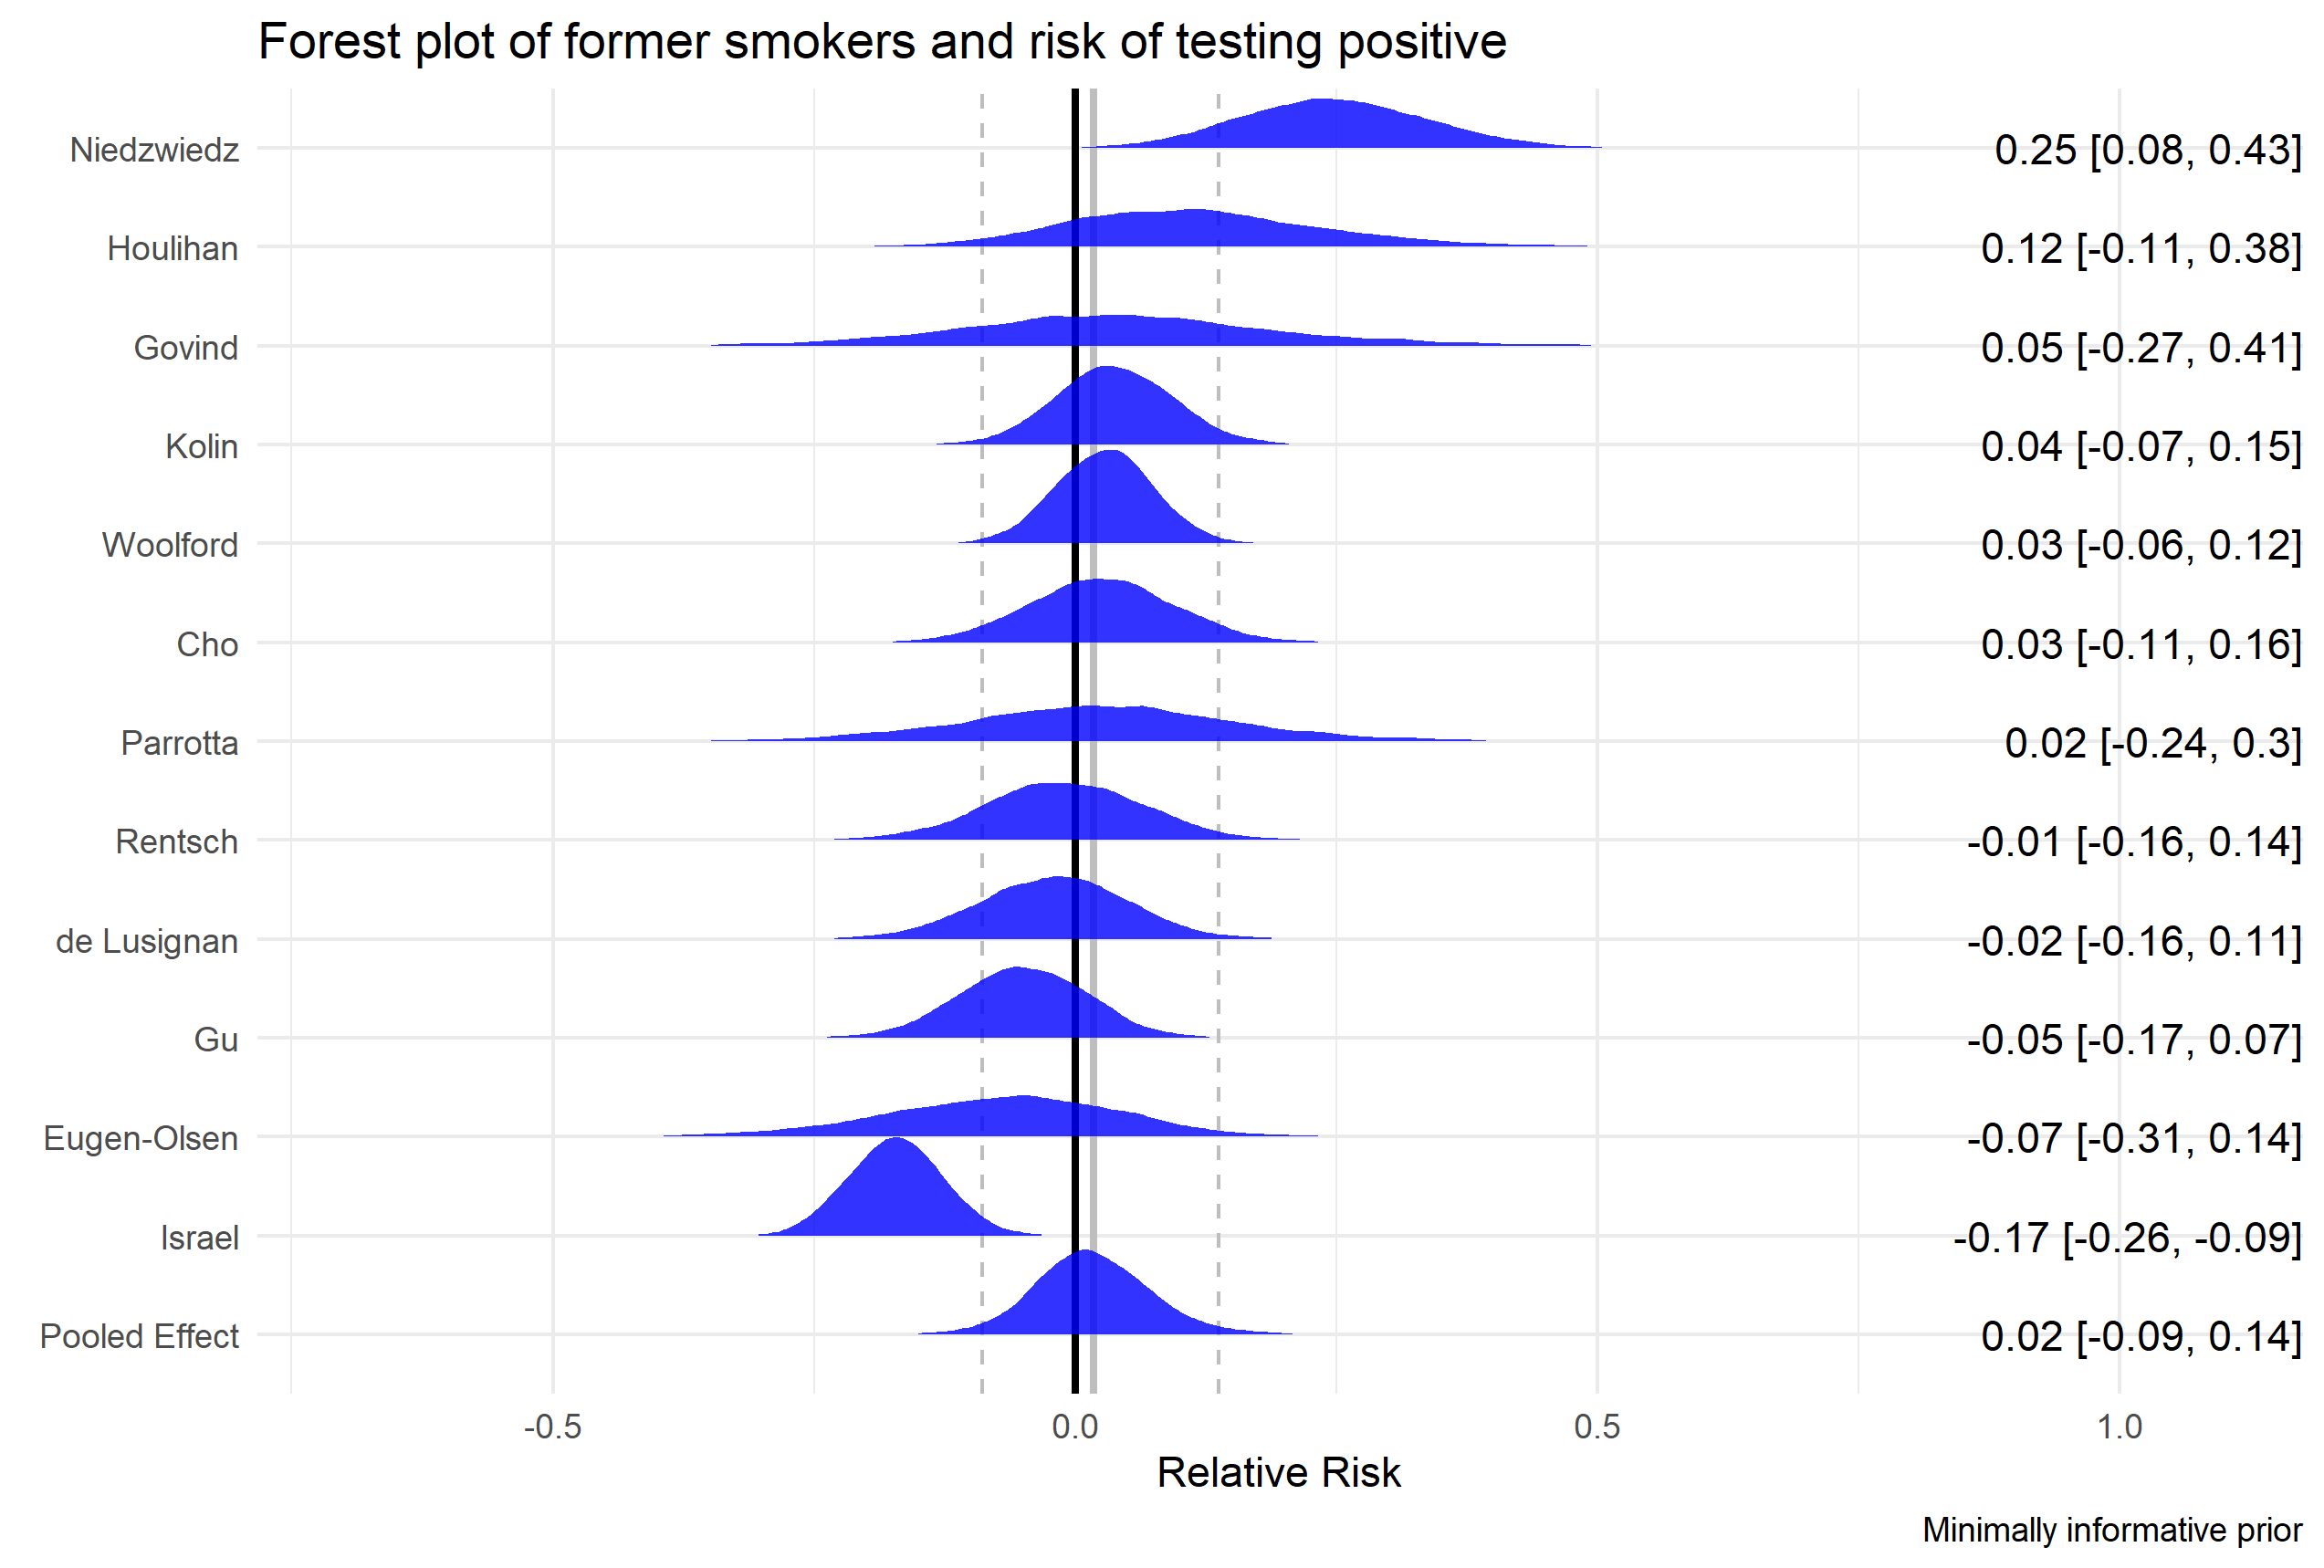 Forest plot of former smokers and risk of testing positive
Niedzwiedz 0.25 [0.08, 0.43]
Houlihan 0.12 [-0.11, 0.38]
Govind 0.05 [-0.27, 0.41]
Kolin 0.04 [-0.07, 0.15]
Woolford 0.03 [-0.06, 0.12]
Cho 0.03 [-0.11, 0.16]
Parrotta 0.02 [-0.24, 0.3]
Rentsch -0.01 [-0.16, 0.14]
de Lusignan -0.02 [-0.16, 0.11]
Gu -0.05 [-0.17, 0.07]
Eugen-Olsen -0.07 [-0.31, 0.14]
Israel -0.17 [-0.26, -0.09]
Pooled Effect 0.02 [-0.09, 0.14]
-0.5 0.0 0.5 1.0
Relative Risk
Minimally informative prior